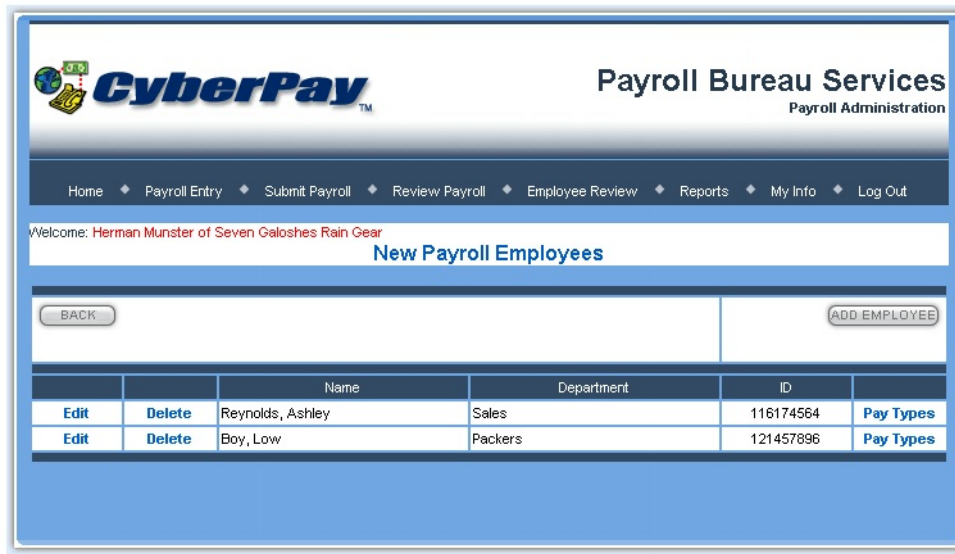 CyberPay TM
Payroll Bureau Services
Payroll Administration
Home Payroll Entry Submit Payroll Review Payroll Employee Review Reports My Info Log Out
Welcome: Herman Munster of Seven Galoshes Rain Gear
New Payroll Employees
BACK ADD EMPLOYEE
Name Department ID
Edit Delete Reynolds, Ashley Sales 116174564 Pay Types
Edit Delete Boy, Low Packers 121457896 Pay Types